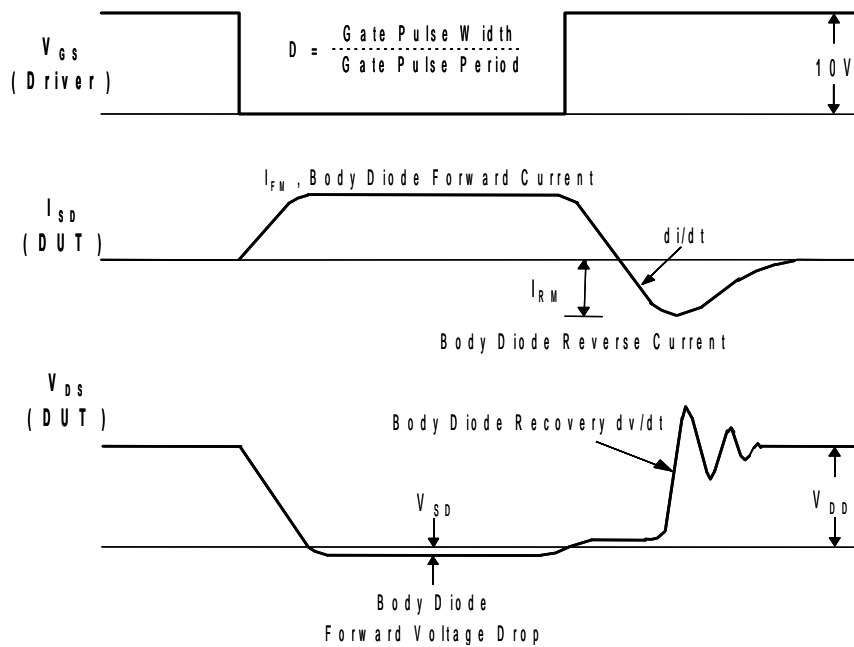 V GS
(Driver)
D = Gate Pulse Width
Gate Pulse Period
10V
I FM , Body Diode Forward Current
I SD
(DUT)
di/dt
I RM
Body Diode Reverse Current
V DS
(DUT)
Body Diode Recovery dv/dt
V SD
V DD
Body Diode
Forward Voltage Drop